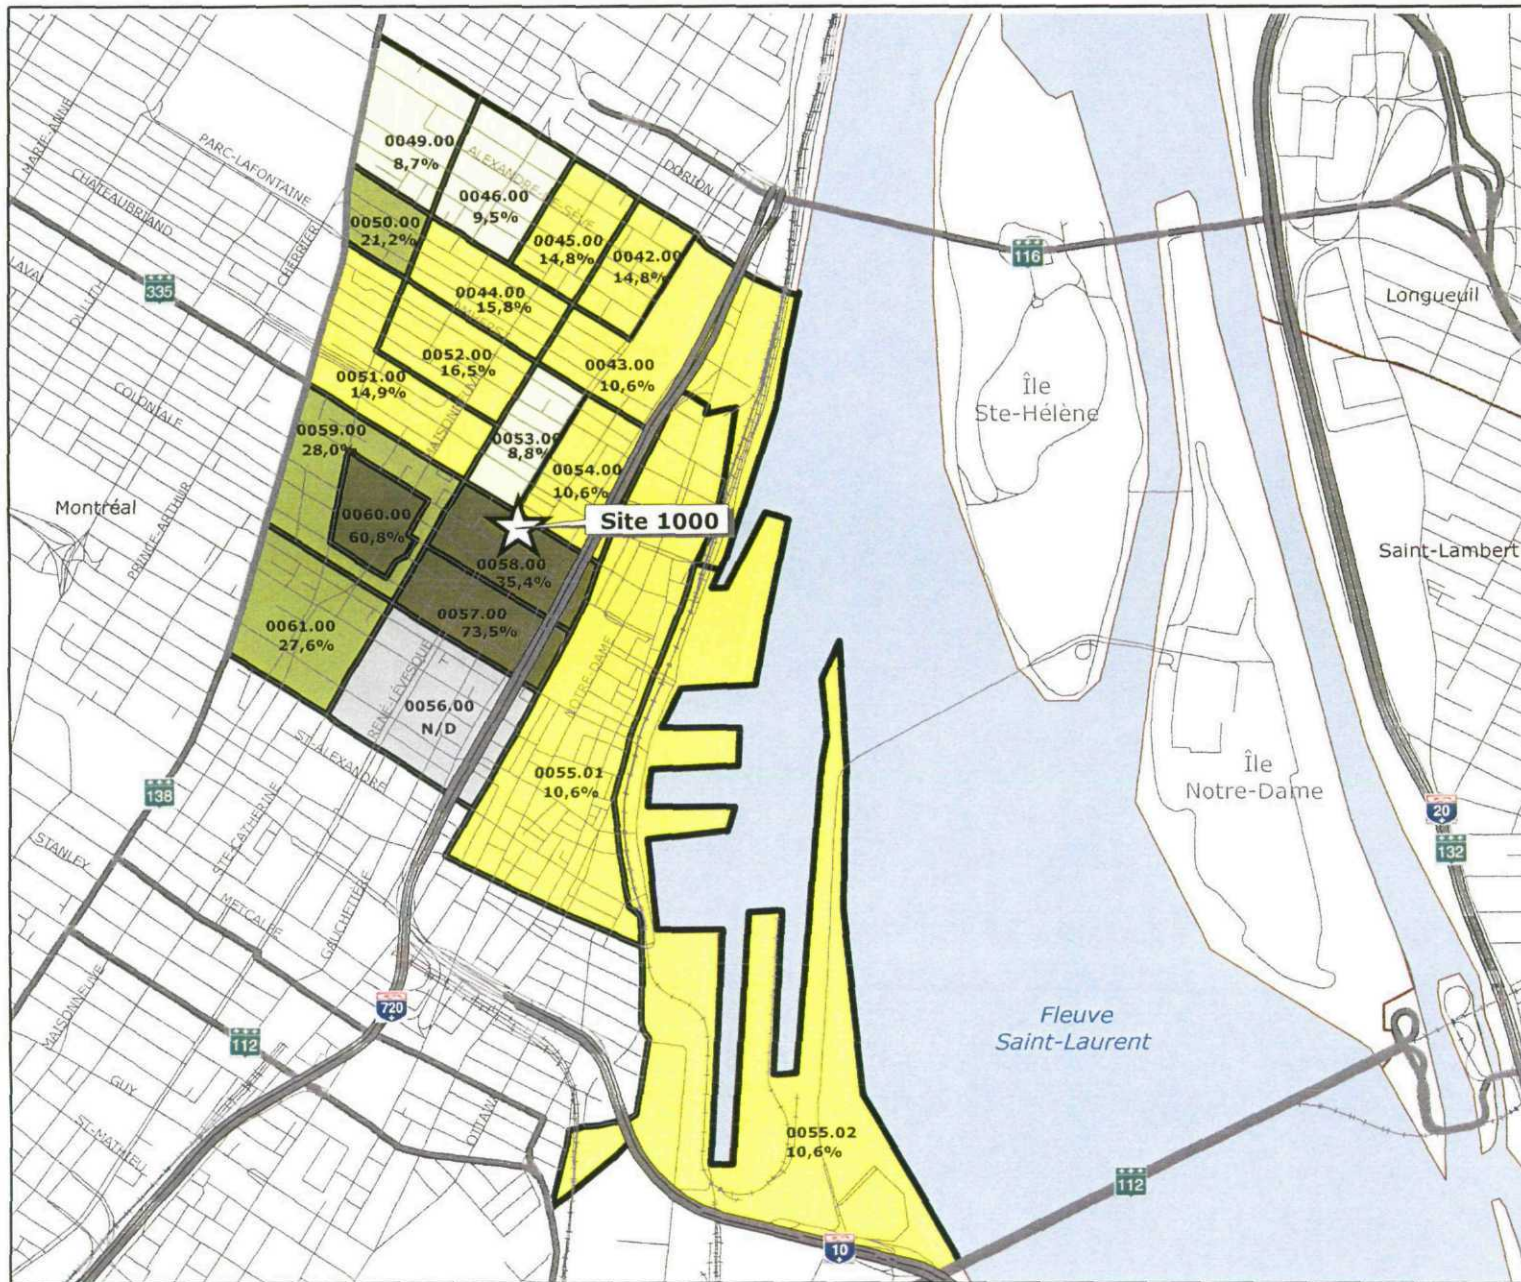 MARIE-ANNE
PARC-LAFONTAINE
CHATEAUBRIAND
CHERRIER
LAVAL
DULUTH
335
COLONIALE
PRINCE-ARTHUR
Montréal
0049.00
8,7%
ALEXANDRE-DE-SÈVE
0046.00
9,5%
DORION
0050.00
21,2%
0045.00
14,8%
0042.00
14,8%
0044.00
15,8%
AMHERST
0052.00
16,5%
0051.00
14,9%
0043.00
10,6%
MAISONNEUVE
0059.00
28,0%
0053.00
8,8%
0054.00
10,6%
0060.00
60,8%
Site 1000
0058.00
35,4%
0057.00
73,5%
0061.00
27,6%
RENÉ-LÉVESQUE
0056.00
N/D
NOTRE-DAME
0055.01
10,6%
ST-ALEXANDRE
138
STE-CATHERINE
STANLEY
METCALFE
GAUCHETIÈRE
MAISONNEUVE
720
112
GUY
ST-MATHIEU
OTTAWA
0055.02
10,6%
10
112
116
Longueuil
Île
Ste-Hélène
Saint-Lambert
Île
Notre-Dame
20
132
Fleuve
Saint-Laurent